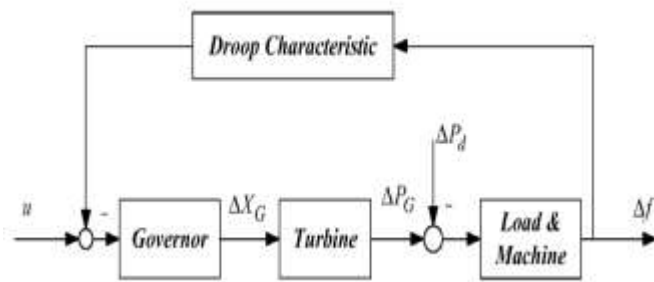 Droop Characteristic
ΔP_d
u
-
Governor
ΔX_G
Turbine
ΔP_G
-
Load &
Machine
Δf